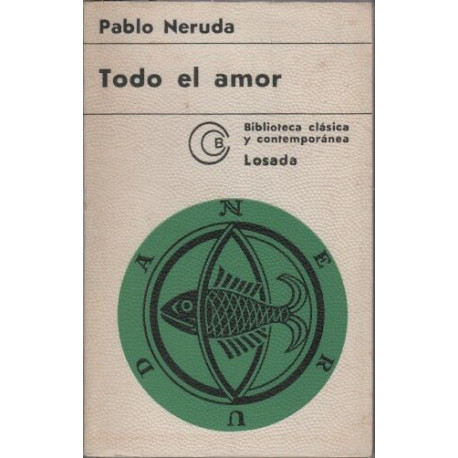 Pablo Neruda
Todo el amor
B
Biblioteca clásica
y contemporánea
Losada
NERUDA